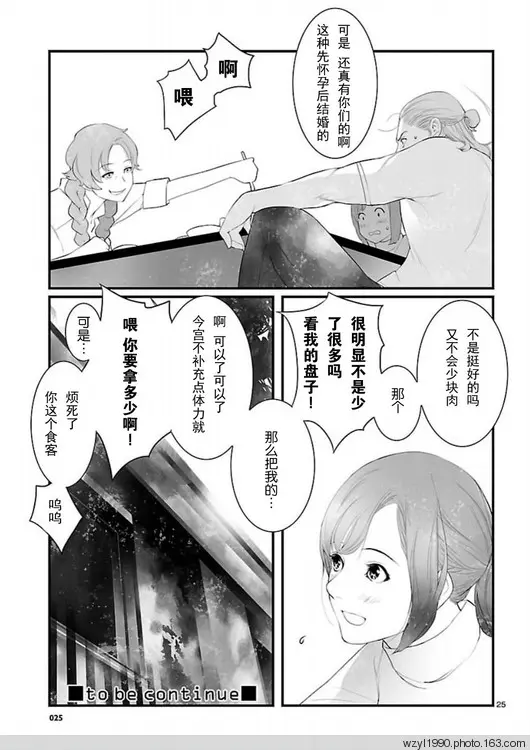 可是 还真有你们的啊
这种先怀孕后结婚的
啊
喂
不是挺好的吗
又不会少块肉
那个
很明显不是少
了很多吗
看我的盘子！
那么把我的…
啊 可以了可以了
今宫不补充点体力就
喂 你要拿多少啊！
可是…
烦死了
你这个食客
呜呜
to be continue
25
025
wzyl1990.photo.163.com